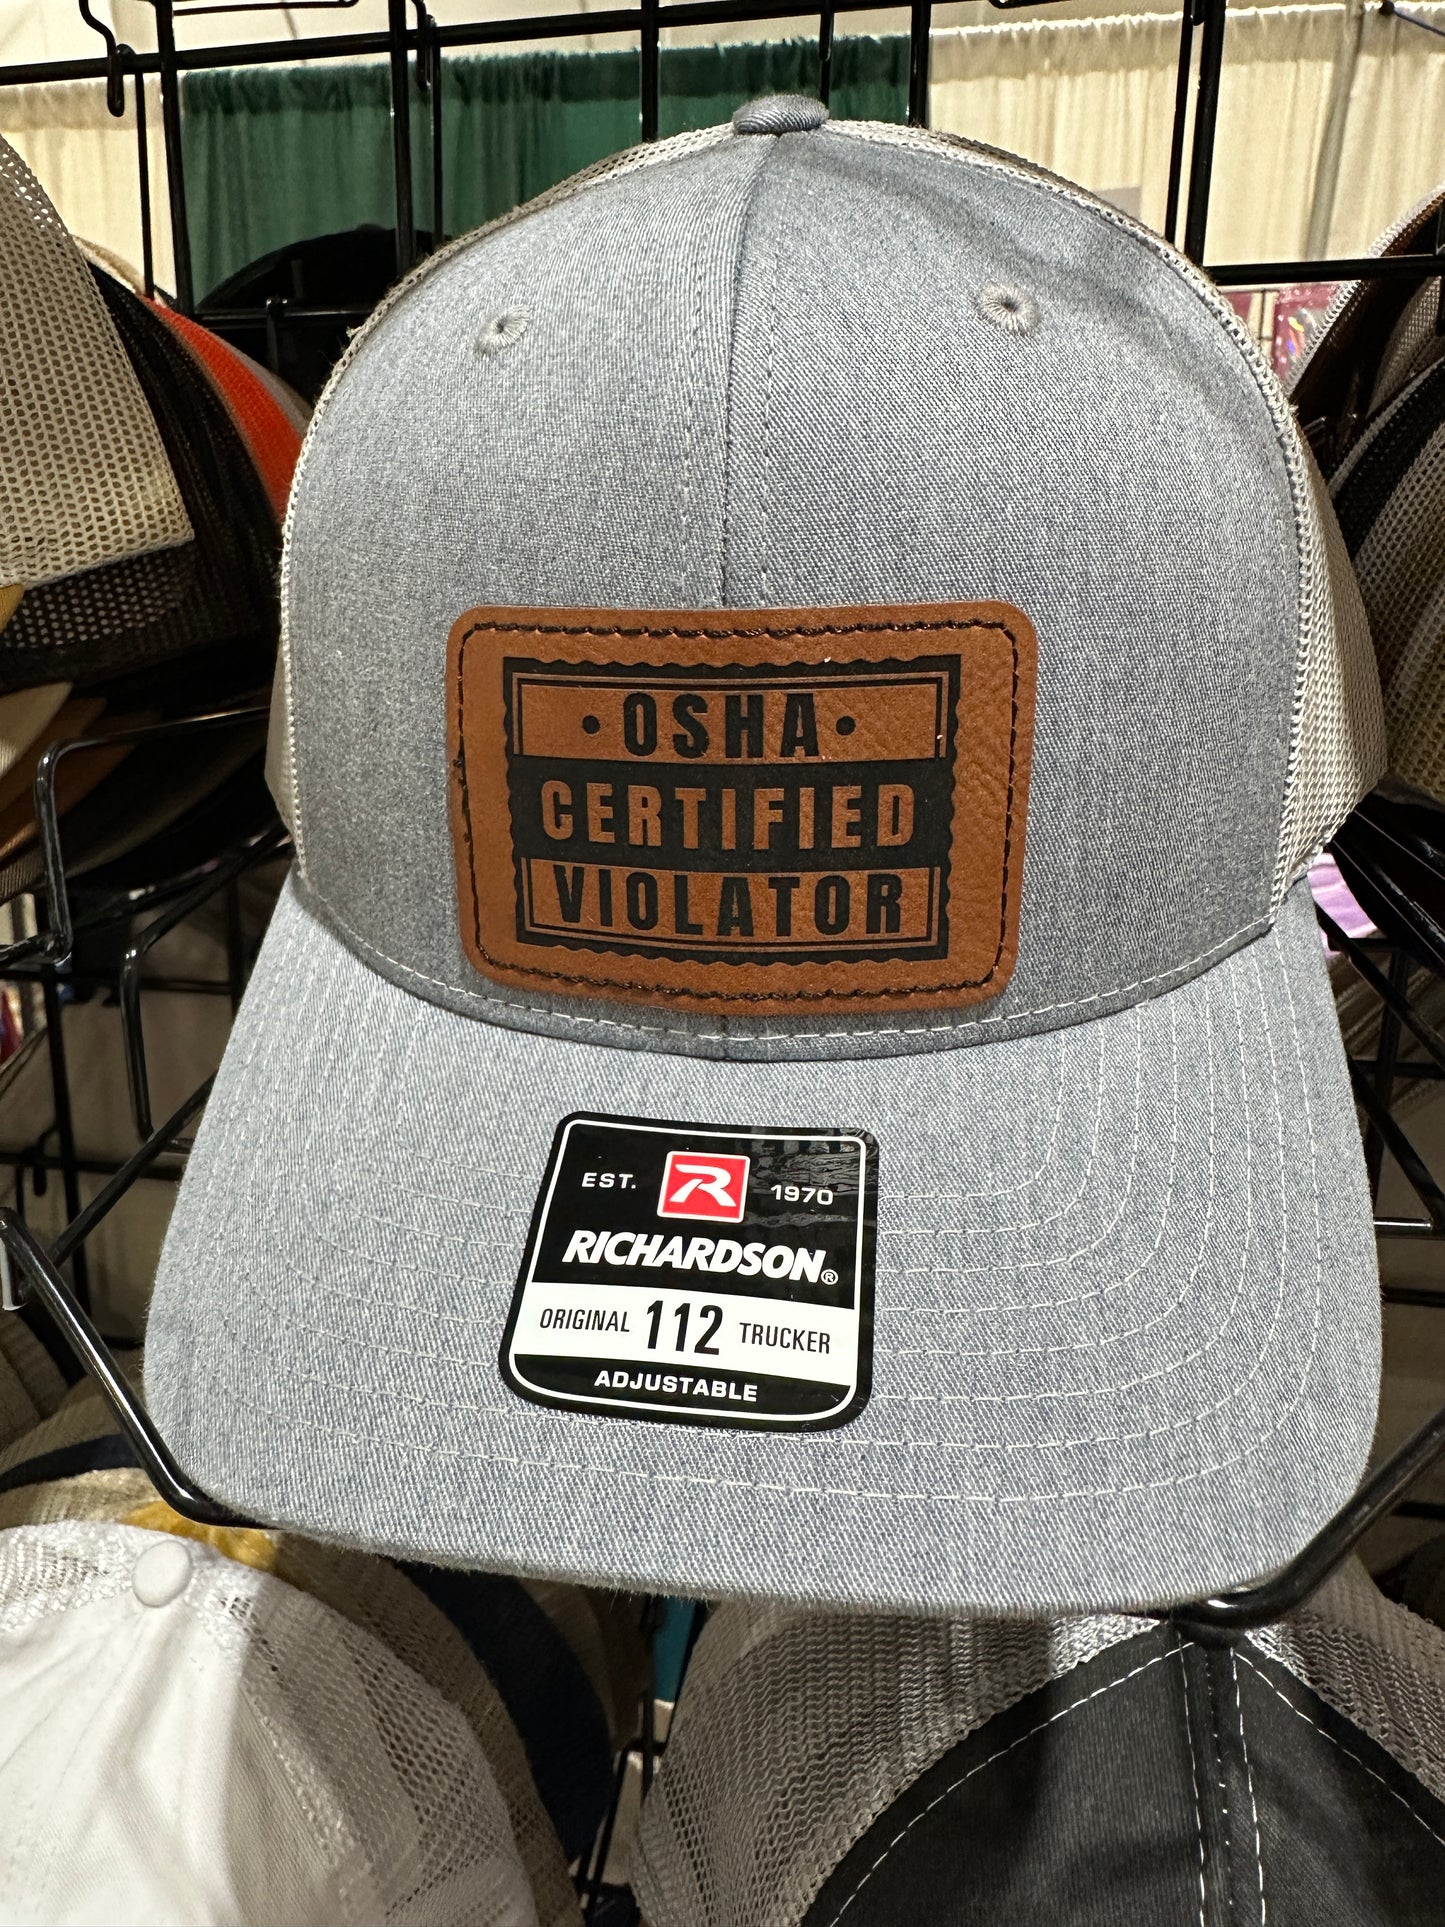 • OSHA •
CERTIFIED
VIOLATOR
EST. R 1970
RICHARDSON®
ORIGINAL 112 TRUCKER
ADJUSTABLE